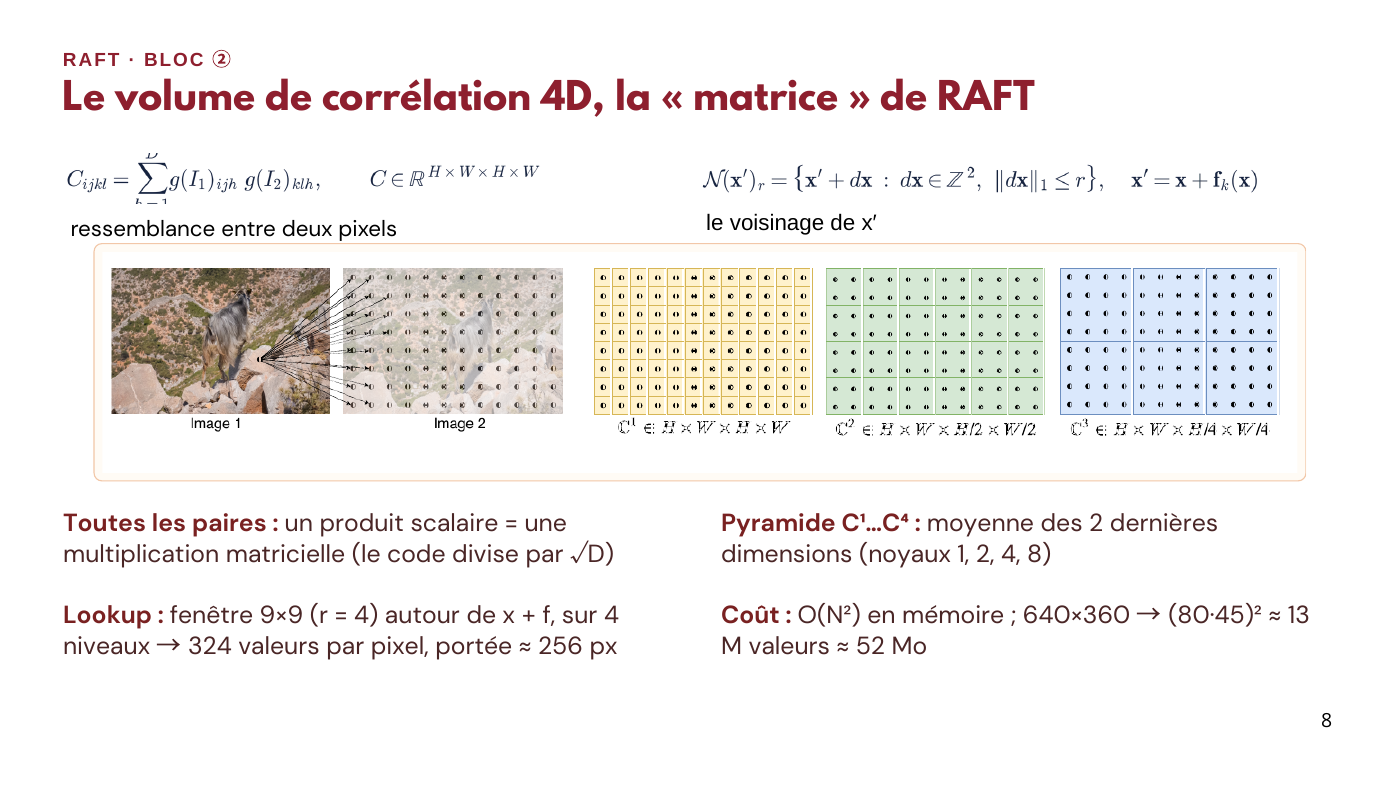 RAFT · BLOC ②
Le volume de corrélation 4D, la « matrice » de RAFT
C_{ijkl} = \sum_{h=1}^{D} g(I_1)_{ijh} g(I_2)_{klh}, C ∈ ℝ^{H×W×H×W}
𝒩(x′)_r = {x′ + dx : dx ∈ ℤ², ‖dx‖₁ ≤ r}, x′ = x + f_k(x)
ressemblance entre deux pixels
le voisinage de x′
Image 1
Image 2
ℂ¹ ∈ H × W × H × W
ℂ² ∈ H × W × H/2 × W/2
ℂ³ ∈ H × W × H/4 × W/4
Toutes les paires : un produit scalaire = une
multiplication matricielle (le code divise par √D)
Lookup : fenêtre 9×9 (r = 4) autour de x + f, sur 4
niveaux → 324 valeurs par pixel, portée ≈ 256 px
Pyramide C¹…C⁴ : moyenne des 2 dernières
dimensions (noyaux 1, 2, 4, 8)
Coût : O(N²) en mémoire ; 640×360 → (80·45)² ≈ 13
M valeurs ≈ 52 Mo
8